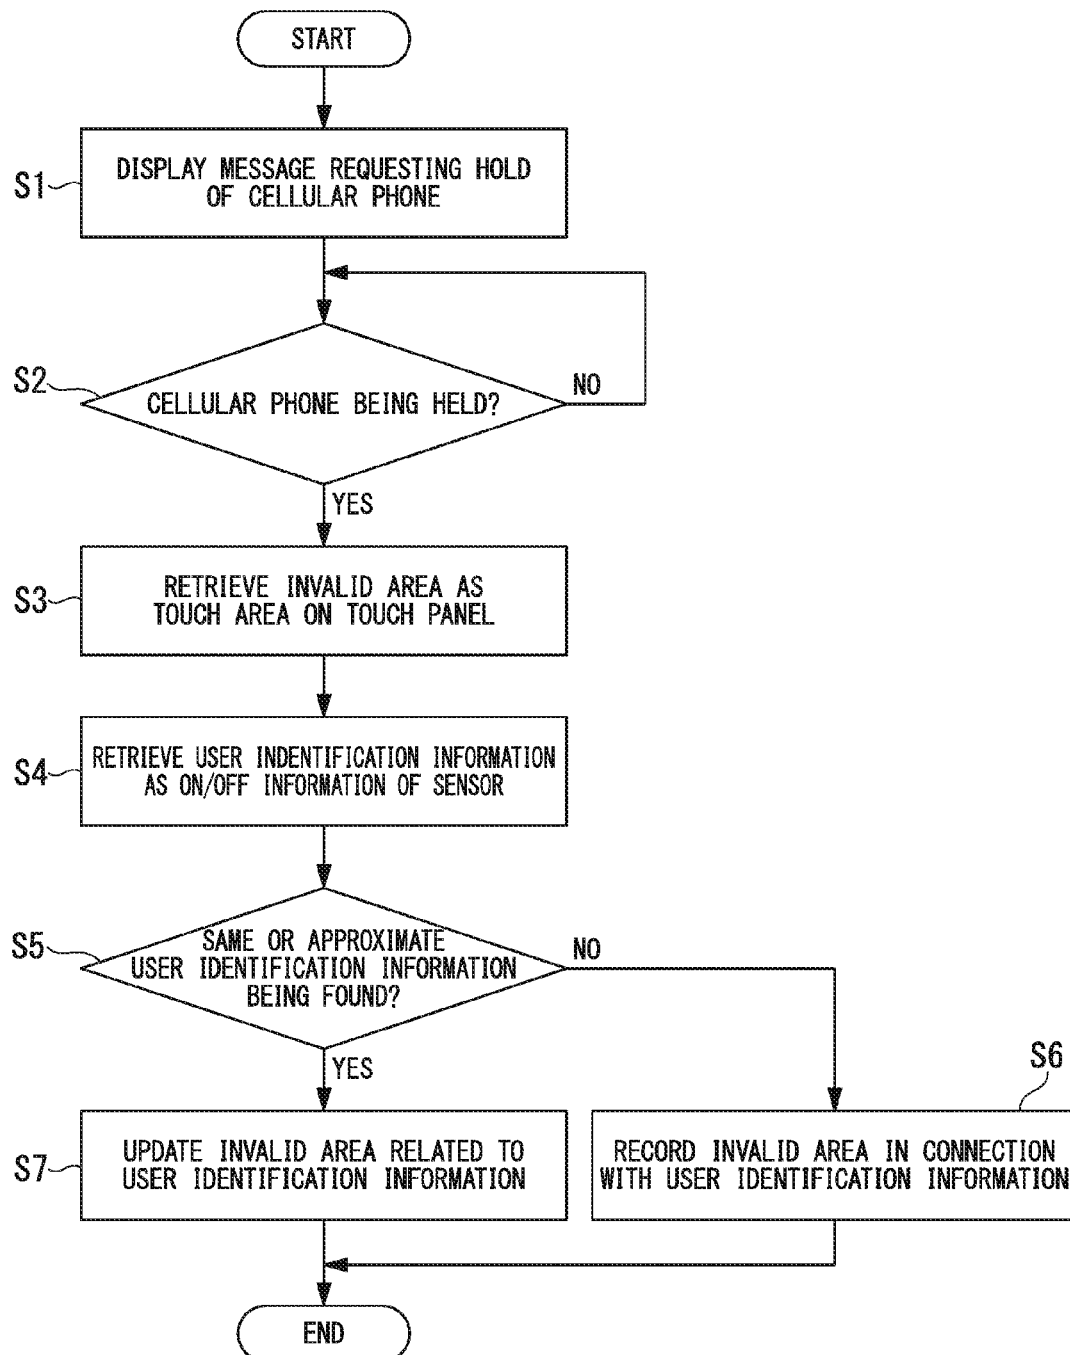 START
S1
DISPLAY MESSAGE REQUESTING HOLD
OF CELLULAR PHONE
S2
CELLULAR PHONE BEING HELD?
NO
YES
S3
RETRIEVE INVALID AREA AS
TOUCH AREA ON TOUCH PANEL
S4
RETRIEVE USER INDENTIFICATION INFORMATION
AS ON/OFF INFORMATION OF SENSOR
S5
SAME OR APPROXIMATE
USER IDENTIFICATION INFORMATION
BEING FOUND?
NO
YES
S6
S7
UPDATE INVALID AREA RELATED TO
USER IDENTIFICATION INFORMATION
RECORD INVALID AREA IN CONNECTION
WITH USER IDENTIFICATION INFORMATION
END